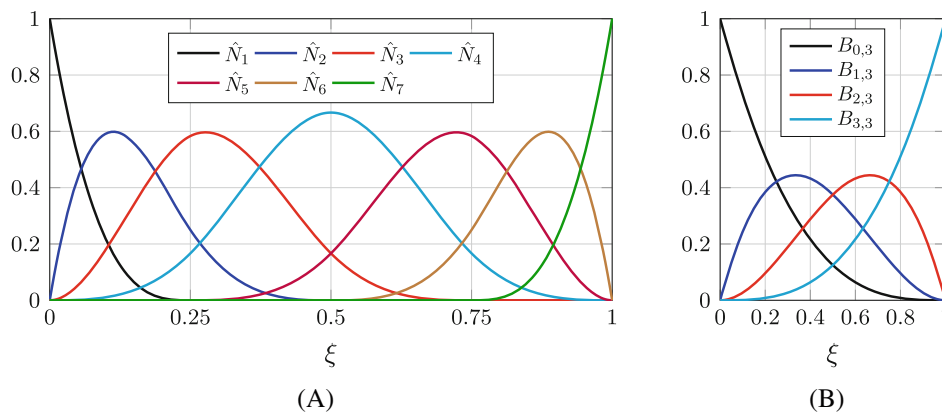 1
0.8
0.6
0.4
0.2
0
N̂₁ N̂₂ N̂₃ N̂₄
N̂₅ N̂₆ N̂₇
0 0.25 0.5 0.75 1
ξ
(A)
1
0.8
0.6
0.4
0.2
0
B₀,₃
B₁,₃
B₂,₃
B₃,₃
0 0.2 0.4 0.6 0.8
ξ
(B)